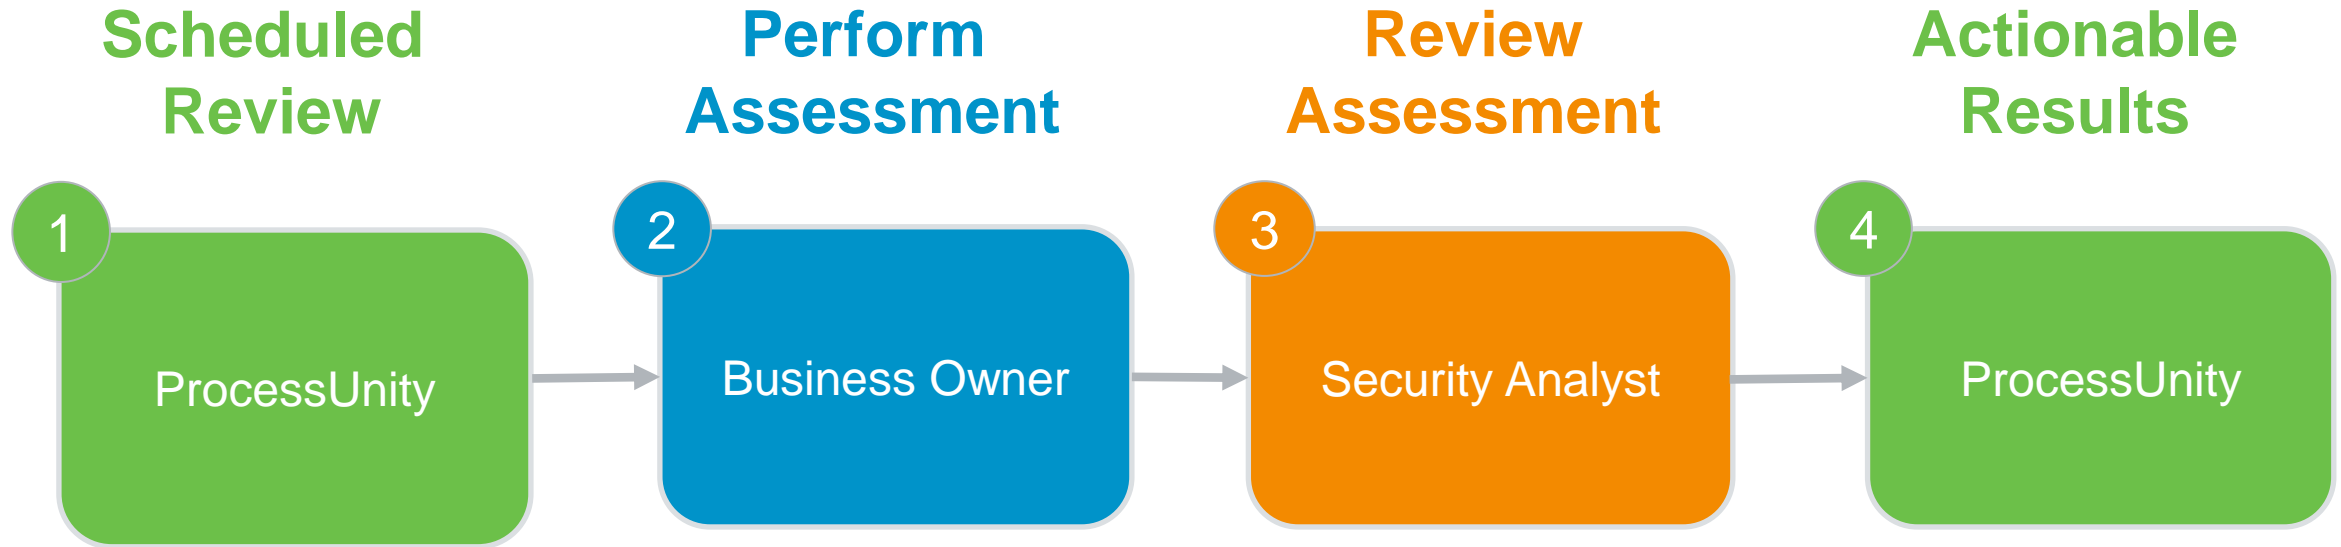 Scheduled
Review
Perform
Assessment
Review
Assessment
Actionable
Results
1
ProcessUnity
2
Business Owner
3
Security Analyst
4
ProcessUnity